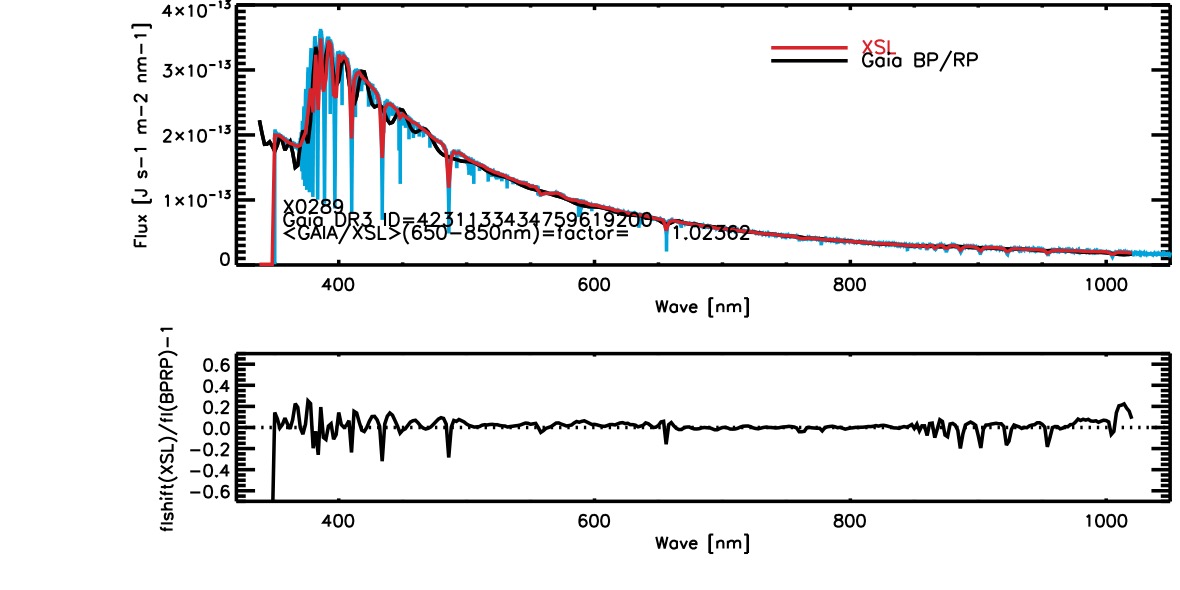 4×10−13
3×10−13
2×10−13
1×10−13
0
Flux [J s−1 m−2 nm−1]
XSL
Gaia BP/RP
X0289
Gaia DR3 ID=4231133434759619200
<GAIA/XSL>(650−850nm)=factor= 1.02362
400 600 800 1000
Wave [nm]
0.6
0.4
0.2
0.0
−0.2
−0.4
−0.6
flshift(XSL)/fl(BPRP)−1
400 600 800 1000
Wave [nm]